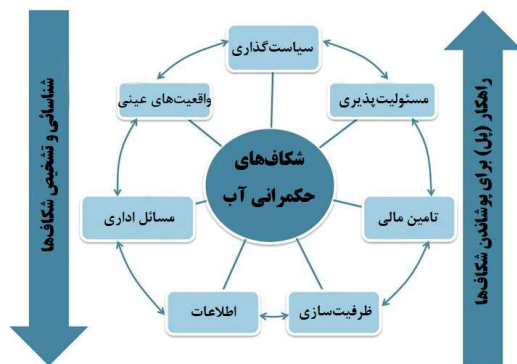 سیاست‌گذاری
مسئولیت‌پذیری
واقعیت‌های عینی
شکاف‌های
حکمرانی آب
تامین مالی
مسائل اداری
ظرفیت‌سازی
اطلاعات
راهکار (پل) برای پوشاندن شکاف‌ها
شناسائی و تشخیص شکاف‌ها